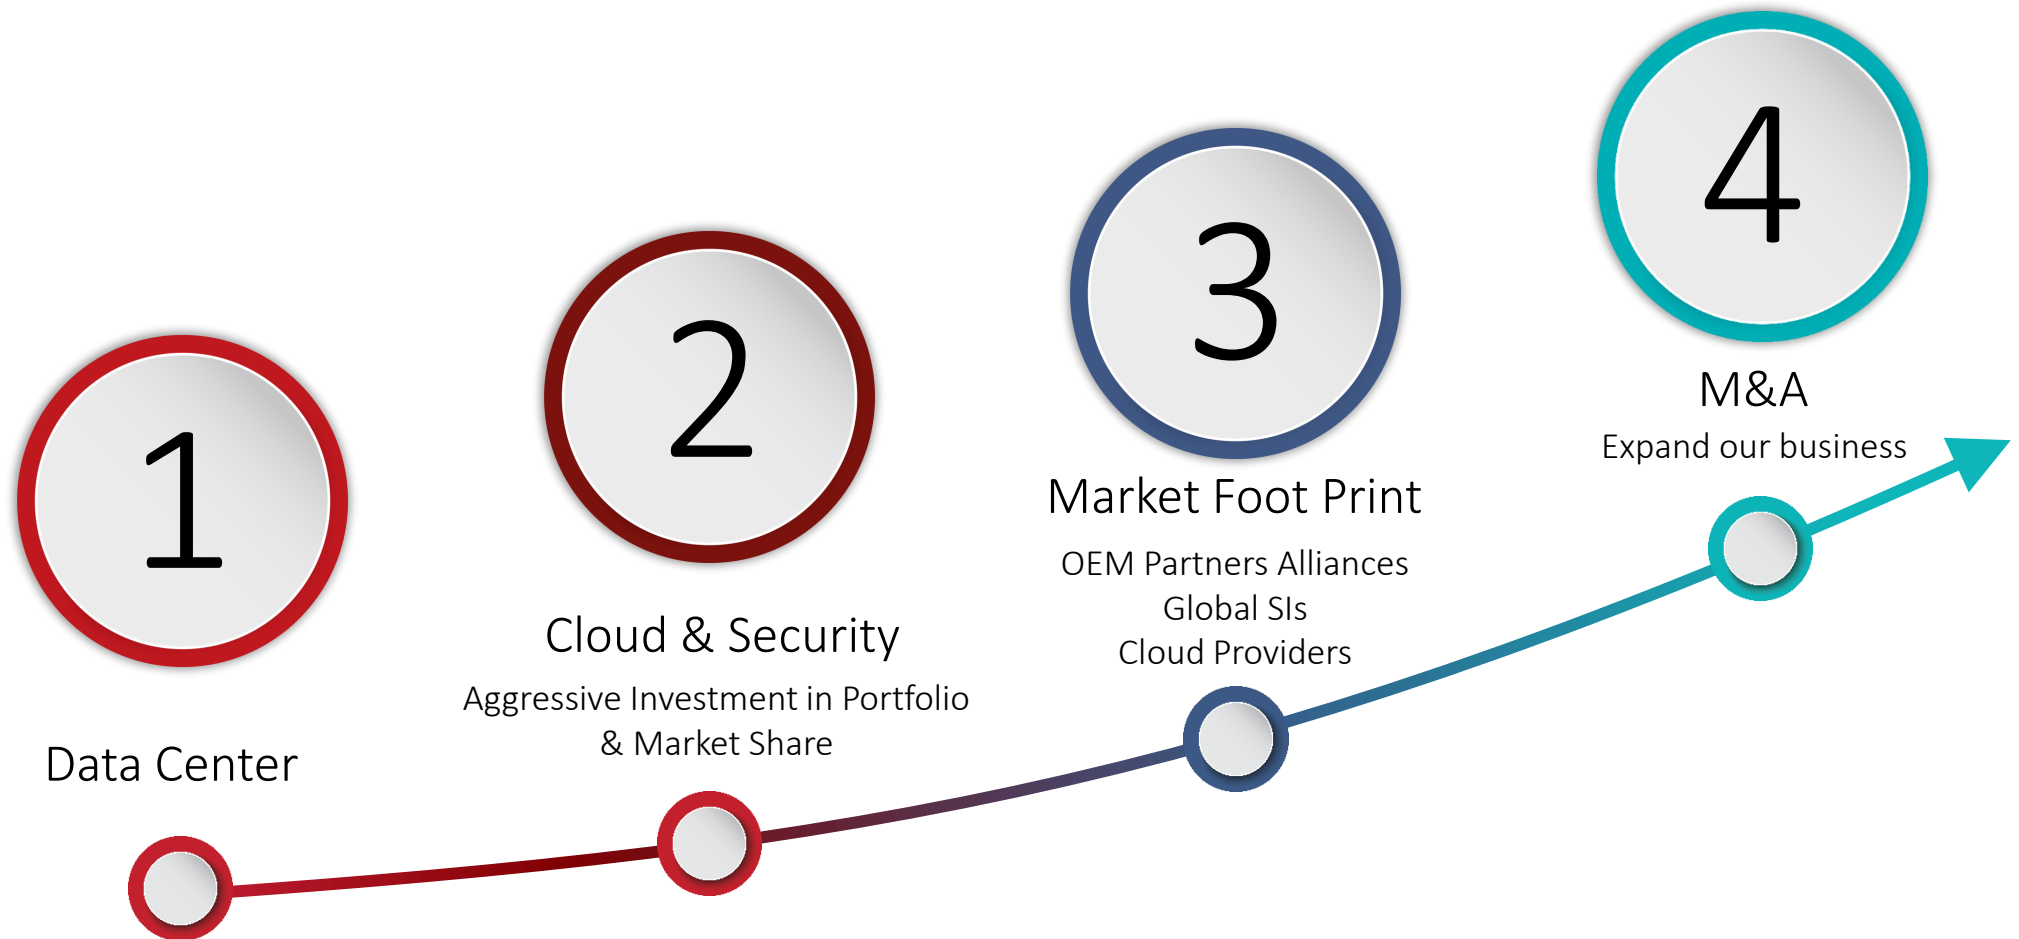 1
Data Center
2
Cloud & Security
Aggressive Investment in Portfolio
& Market Share
3
Market Foot Print
OEM Partners Alliances
Global SIs
Cloud Providers
4
M&A
Expand our business